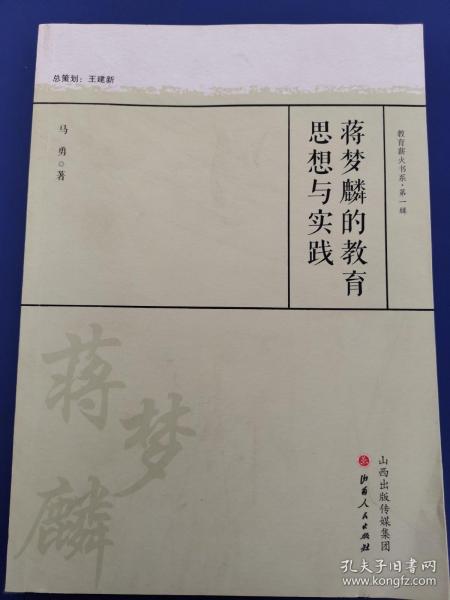 总策划：王建新
教育薪火书系·第一辑
蒋梦麟的教育
思想与实践
马勇◎著
蒋梦麟
山西出版传媒集团
山西人民出版社
孔夫子旧书网
www.kongfz.com